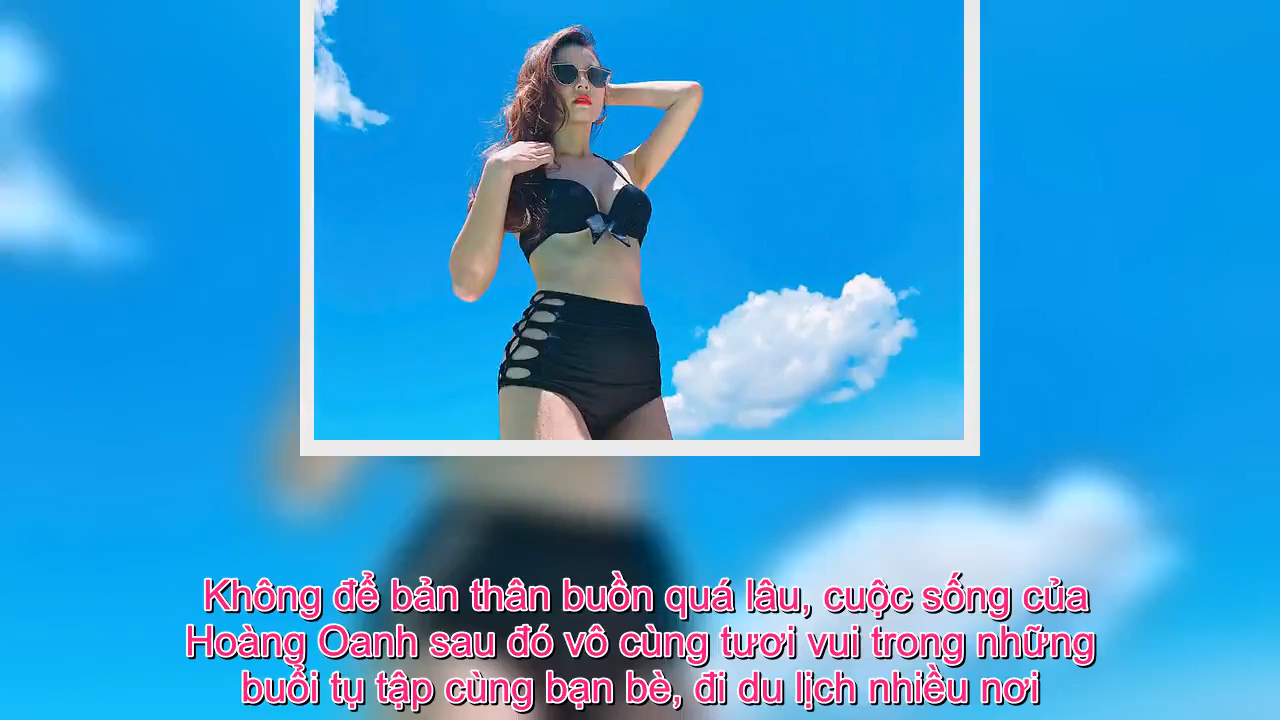 Không để bản thân buồn quá lâu, cuộc sống của
Hoàng Oanh sau đó vô cùng tươi vui trong những
buổi tụ tập cùng bạn bè, đi du lịch nhiều nơi